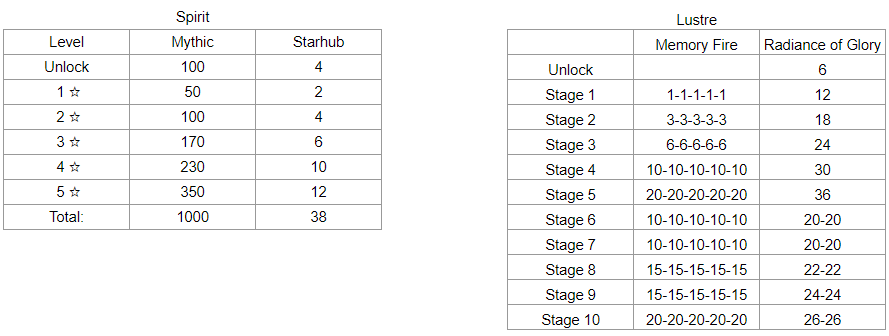 Spirit
Level Mythic Starhub
Unlock 100 4
1 ☆ 50 2
2 ☆ 100 4
3 ☆ 170 6
4 ☆ 230 10
5 ☆ 350 12
Total: 1000 38
Lustre
Memory Fire Radiance of Glory
Unlock 6
Stage 1 1-1-1-1-1 12
Stage 2 3-3-3-3-3 18
Stage 3 6-6-6-6-6 24
Stage 4 10-10-10-10-10 30
Stage 5 20-20-20-20-20 36
Stage 6 10-10-10-10-10 20-20
Stage 7 10-10-10-10-10 20-20
Stage 8 15-15-15-15-15 22-22
Stage 9 15-15-15-15-15 24-24
Stage 10 20-20-20-20-20 26-26